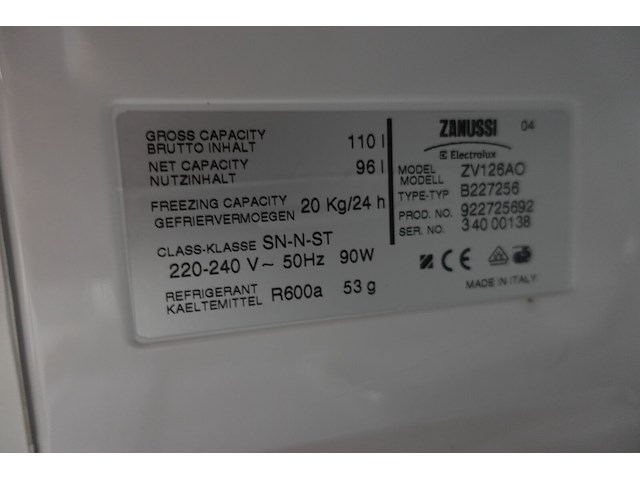 GROSS CAPACITY
BRUTTO INHALT 110 l
NET CAPACITY
NUTZINHALT 96 l
FREEZING CAPACITY
GEFRIERVERMOEGEN 20 Kg/24 h
CLASS-KLASSE SN-N-ST
220-240 V~ 50Hz 90W
REFRIGERANT
KAELTEMITTEL R600a 53 g
ZANUSSI 04
Electrolux
MODEL
MODELL ZV126AO
TYPE-TYP B227256
PROD. NO. 922725692
SER. NO. 3 40 00138
CE
MADE IN ITALY